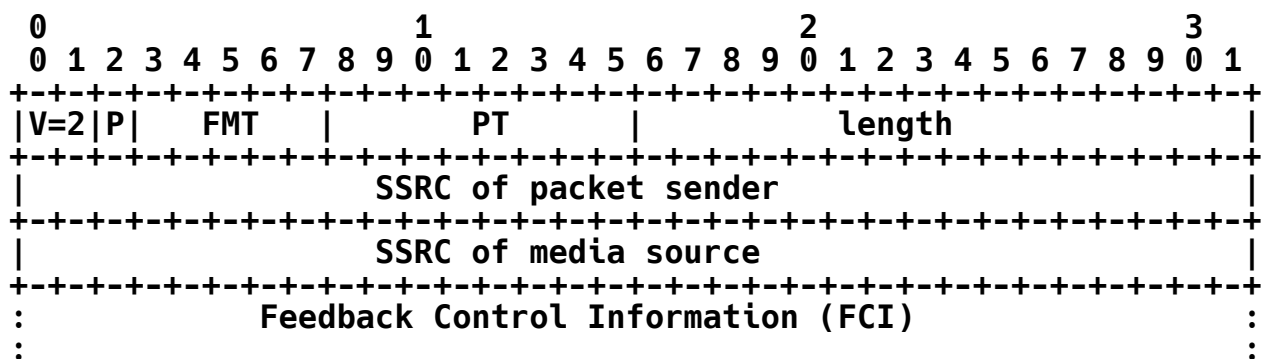 0                   1                   2                   3
 0 1 2 3 4 5 6 7 8 9 0 1 2 3 4 5 6 7 8 9 0 1 2 3 4 5 6 7 8 9 0 1
+-+-+-+-+-+-+-+-+-+-+-+-+-+-+-+-+-+-+-+-+-+-+-+-+-+-+-+-+-+-+-+-+
|V=2|P|   FMT   |       PT      |          length               |
+-+-+-+-+-+-+-+-+-+-+-+-+-+-+-+-+-+-+-+-+-+-+-+-+-+-+-+-+-+-+-+-+
|                  SSRC of packet sender                        |
+-+-+-+-+-+-+-+-+-+-+-+-+-+-+-+-+-+-+-+-+-+-+-+-+-+-+-+-+-+-+-+-+
|                  SSRC of media source                         |
+-+-+-+-+-+-+-+-+-+-+-+-+-+-+-+-+-+-+-+-+-+-+-+-+-+-+-+-+-+-+-+-+
:            Feedback Control Information (FCI)                 :
:                                                               :